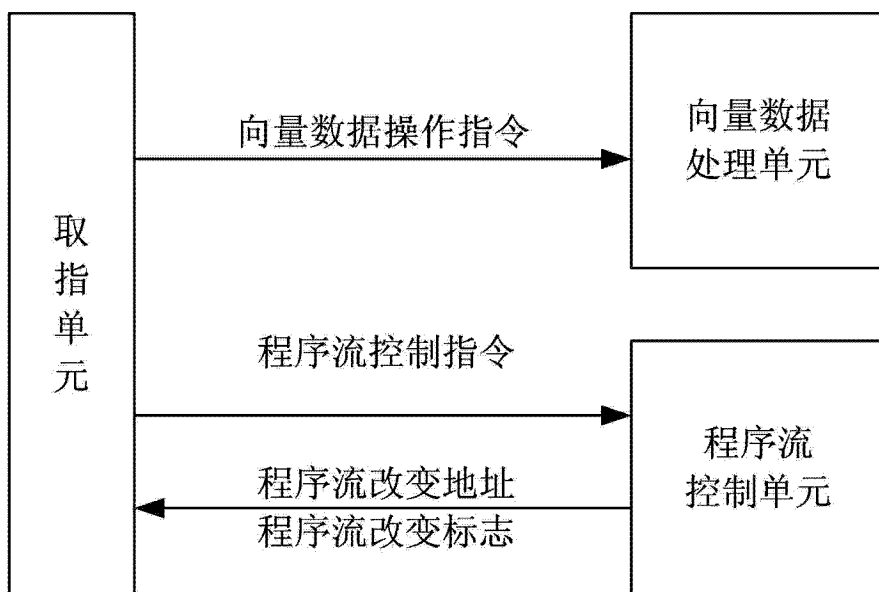 取
指
单
元
向量数据操作指令
向量数据
处理单元
程序流控制指令
程序流改变地址
程序流改变标志
程序流
控制单元